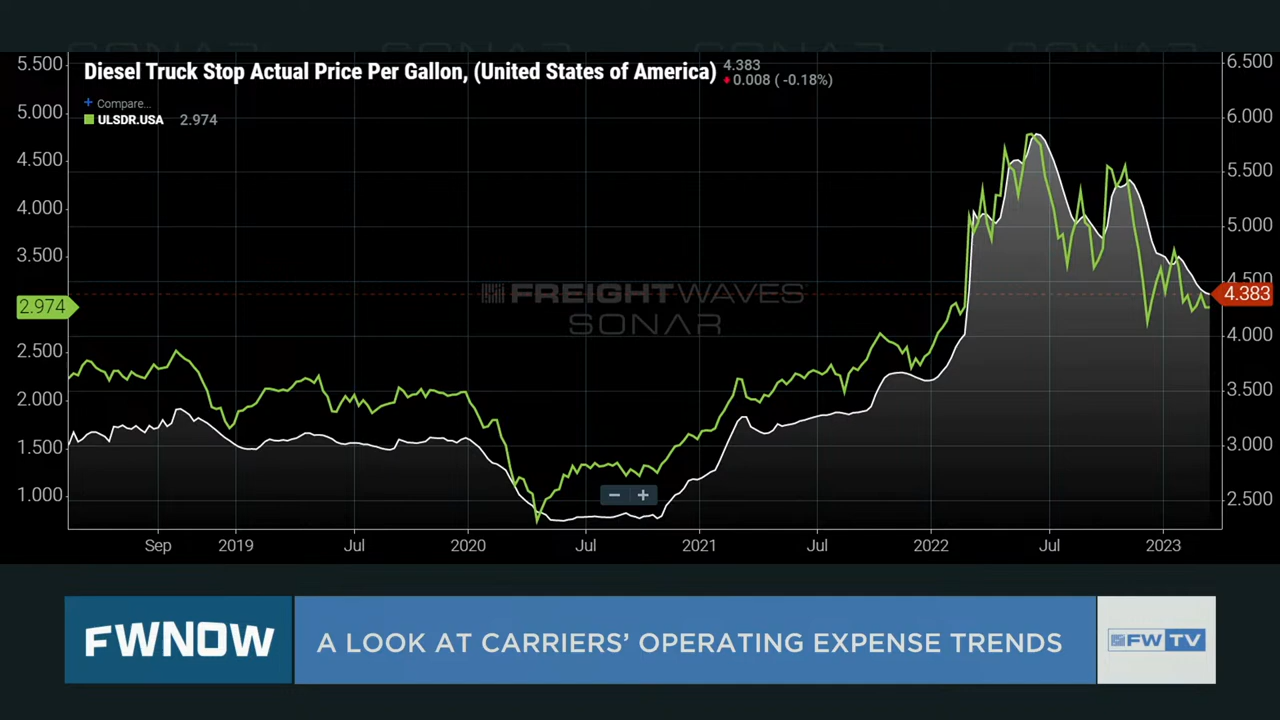 SONAR SONAR SONAR SONAR
5.500
5.000
4.500
4.000
3.500
2.974
2.500
2.000
1.500
1.000
Diesel Truck Stop Actual Price Per Gallon, (United States of America)
4.383
0.008 ( -0.18%)
+ Compare...
ULSDR.USA 2.974
FREIGHTWAVES
SONAR
− +
6.500
6.000
5.500
5.000
4.500
4.383
4.000
3.500
3.000
2.500
Sep 2019 Jul 2020 Jul 2021 Jul 2022 Jul 2023
FWNOW
A LOOK AT CARRIERS’ OPERATING EXPENSE TRENDS
FW TV